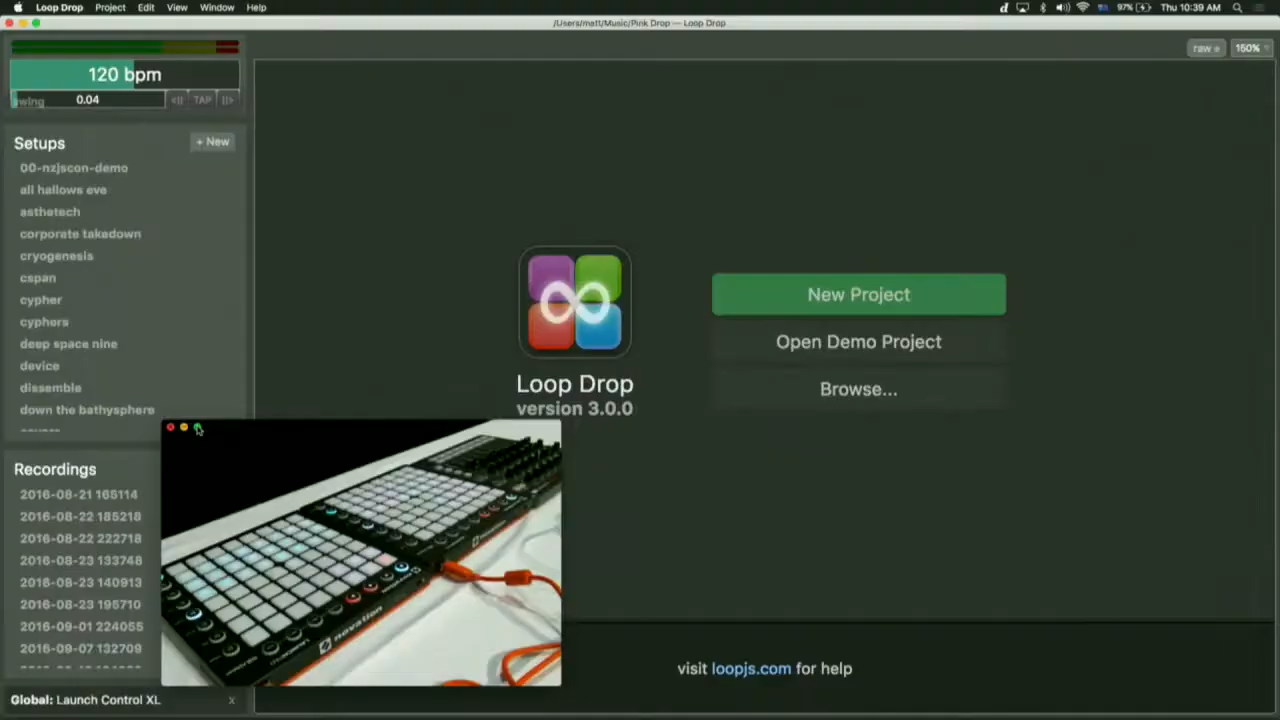 Loop Drop Project Edit View Window Help
97% Thu 10:39 AM
/Users/matt/Music/Pink Drop — Loop Drop
raw
150%
120 bpm
swing 0.04
TAP
Setups
+ New
00-nzjscon-demo
all hallows eve
asthetech
corporate takedown
cryogenesis
cspan
cypher
cyphers
deep space nine
device
dissemble
down the bathysphere
Recordings
2016-08-21 165114
2016-08-22 185218
2016-08-22 222718
2016-08-23 133748
2016-08-23 140913
2016-08-23 195710
2016-09-01 224055
2016-09-07 132709
Global: Launch Control XL x
Loop Drop
version 3.0.0
New Project
Open Demo Project
Browse...
novation
visit loopjs.com for help